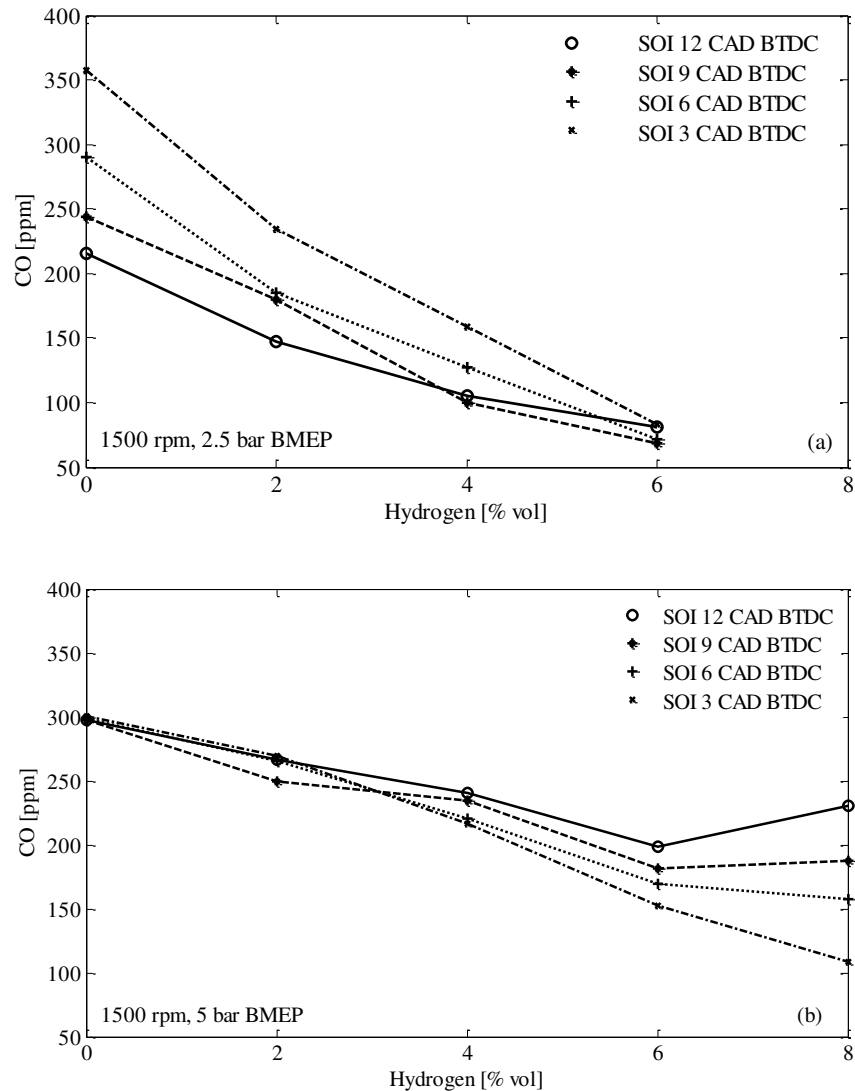 400
350
300
250
200
150
100
50
CO [ppm]
SOI 12 CAD BTDC
SOI 9 CAD BTDC
SOI 6 CAD BTDC
SOI 3 CAD BTDC
1500 rpm, 2.5 bar BMEP
(a)
0 2 4 6 8
Hydrogen [% vol]
400
350
300
250
200
150
100
50
CO [ppm]
SOI 12 CAD BTDC
SOI 9 CAD BTDC
SOI 6 CAD BTDC
SOI 3 CAD BTDC
1500 rpm, 5 bar BMEP
(b)
0 2 4 6 8
Hydrogen [% vol]